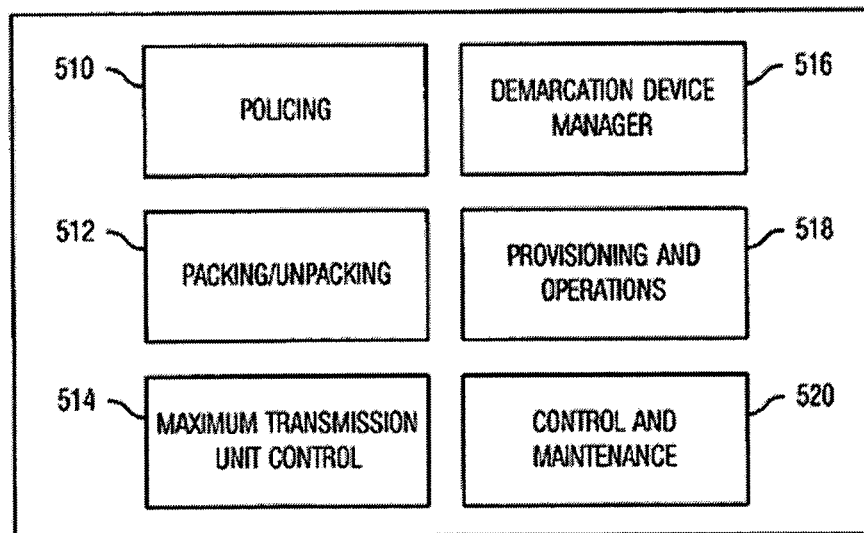 510
POLICING
516
DEMARCATION DEVICE
MANAGER
512
PACKING/UNPACKING
518
PROVISIONING AND
OPERATIONS
514
MAXIMUM TRANSMISSION
UNIT CONTROL
520
CONTROL AND
MAINTENANCE